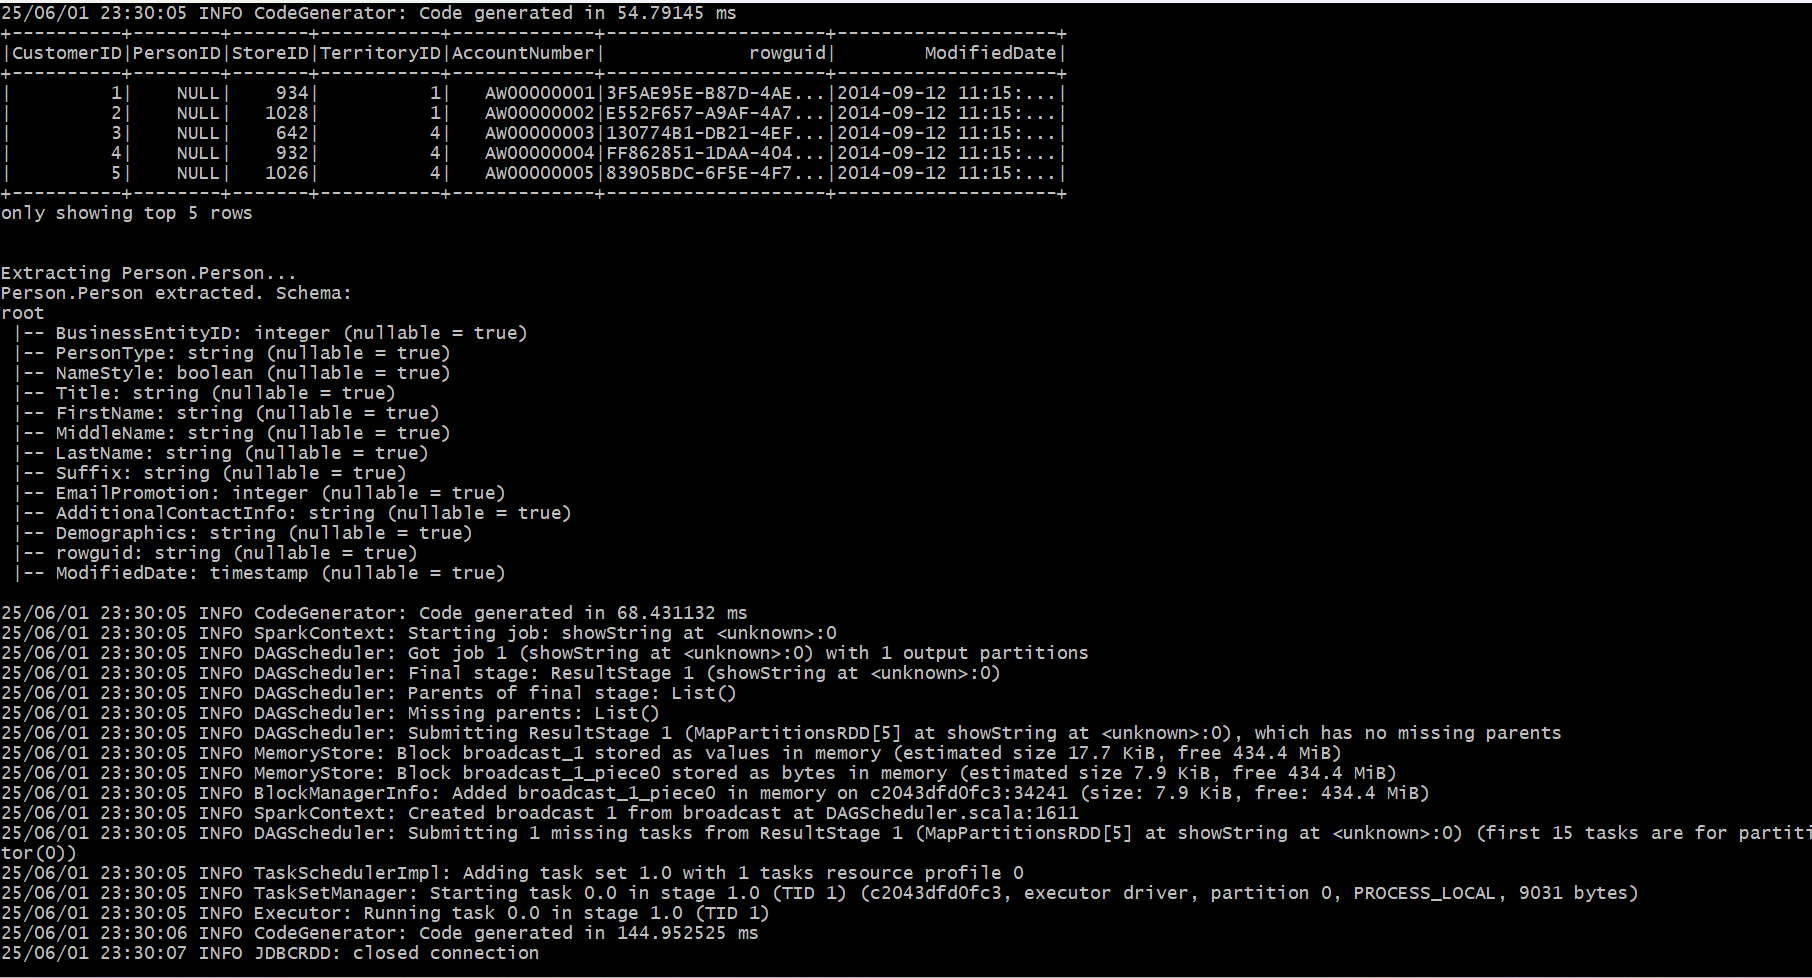 25/06/01 23:30:05 INFO CodeGenerator: Code generated in 54.79145 ms
+----------+--------+-------+-----------+-------------+--------------------+--------------------+
|CustomerID|PersonID|StoreID|TerritoryID|AccountNumber|             rowguid|        ModifiedDate|
+----------+--------+-------+-----------+-------------+--------------------+--------------------+
|         1|    NULL|    934|          1|   AW00000001|3F5AE95E-B87D-4AE...|2014-09-12 11:15:...|
|         2|    NULL|   1028|          1|   AW00000002|E552F657-A9AF-4A7...|2014-09-12 11:15:...|
|         3|    NULL|    642|          4|   AW00000003|130774B1-DB21-4EF...|2014-09-12 11:15:...|
|         4|    NULL|    932|          4|   AW00000004|FF862851-1DAA-404...|2014-09-12 11:15:...|
|         5|    NULL|   1026|          4|   AW00000005|83905BDC-6F5E-4F7...|2014-09-12 11:15:...|
+----------+--------+-------+-----------+-------------+--------------------+--------------------+
only showing top 5 rows
Extracting Person.Person...
Person.Person extracted. Schema:
root
 |-- BusinessEntityID: integer (nullable = true)
 |-- PersonType: string (nullable = true)
 |-- NameStyle: boolean (nullable = true)
 |-- Title: string (nullable = true)
 |-- FirstName: string (nullable = true)
 |-- MiddleName: string (nullable = true)
 |-- LastName: string (nullable = true)
 |-- Suffix: string (nullable = true)
 |-- EmailPromotion: integer (nullable = true)
 |-- AdditionalContactInfo: string (nullable = true)
 |-- Demographics: string (nullable = true)
 |-- rowguid: string (nullable = true)
 |-- ModifiedDate: timestamp (nullable = true)
25/06/01 23:30:05 INFO CodeGenerator: Code generated in 68.431132 ms
25/06/01 23:30:05 INFO SparkContext: Starting job: showString at <unknown>:0
25/06/01 23:30:05 INFO DAGScheduler: Got job 1 (showString at <unknown>:0) with 1 output partitions
25/06/01 23:30:05 INFO DAGScheduler: Final stage: ResultStage 1 (showString at <unknown>:0)
25/06/01 23:30:05 INFO DAGScheduler: Parents of final stage: List()
25/06/01 23:30:05 INFO DAGScheduler: Missing parents: List()
25/06/01 23:30:05 INFO DAGScheduler: Submitting ResultStage 1 (MapPartitionsRDD[5] at showString at <unknown>:0), which has no missing parents
25/06/01 23:30:05 INFO MemoryStore: Block broadcast_1 stored as values in memory (estimated size 17.7 KiB, free 434.4 MiB)
25/06/01 23:30:05 INFO MemoryStore: Block broadcast_1_piece0 stored as bytes in memory (estimated size 7.9 KiB, free 434.4 MiB)
25/06/01 23:30:05 INFO BlockManagerInfo: Added broadcast_1_piece0 in memory on c2043dfd0fc3:34241 (size: 7.9 KiB, free: 434.4 MiB)
25/06/01 23:30:05 INFO SparkContext: Created broadcast 1 from broadcast at DAGScheduler.scala:1611
25/06/01 23:30:05 INFO DAGScheduler: Submitting 1 missing tasks from ResultStage 1 (MapPartitionsRDD[5] at showString at <unknown>:0) (first 15 tasks are for partiti
tor(0))
25/06/01 23:30:05 INFO TaskSchedulerImpl: Adding task set 1.0 with 1 tasks resource profile 0
25/06/01 23:30:05 INFO TaskSetManager: Starting task 0.0 in stage 1.0 (TID 1) (c2043dfd0fc3, executor driver, partition 0, PROCESS_LOCAL, 9031 bytes)
25/06/01 23:30:05 INFO Executor: Running task 0.0 in stage 1.0 (TID 1)
25/06/01 23:30:06 INFO CodeGenerator: Code generated in 144.952525 ms
25/06/01 23:30:07 INFO JDBCRDD: closed connection